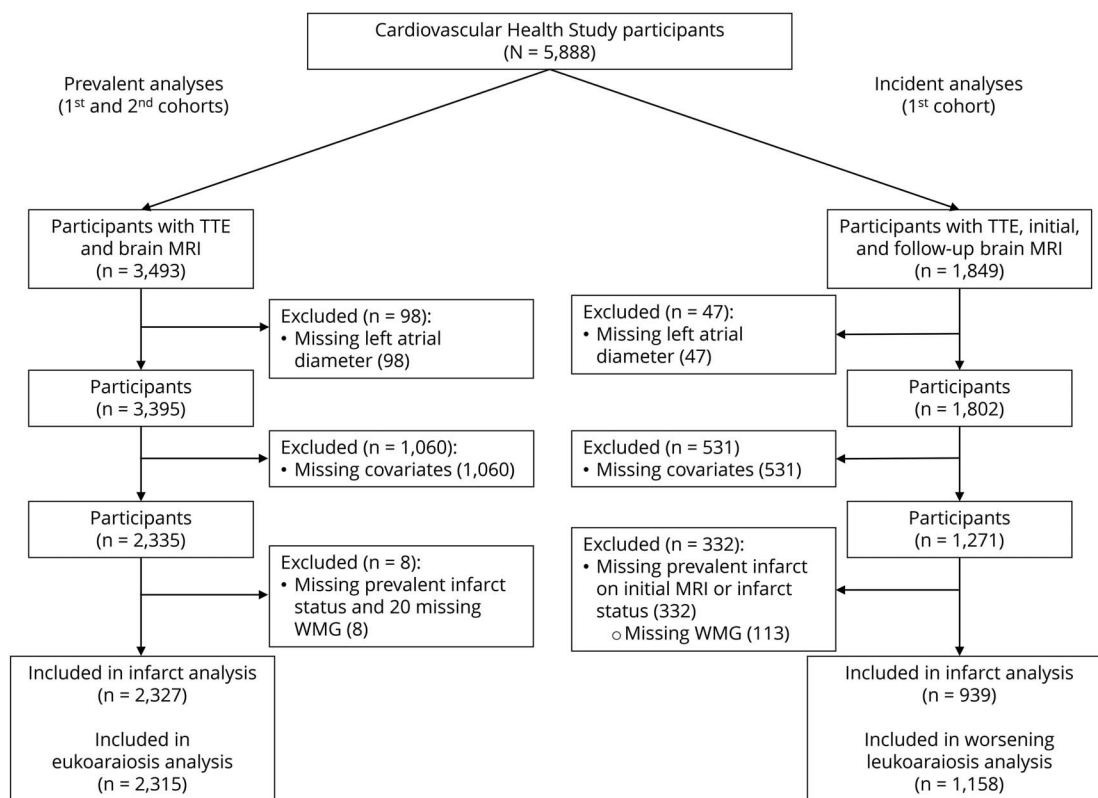 Cardiovascular Health Study participants
(N = 5,888)
Prevalent analyses
(1st and 2nd cohorts)
Incident analyses
(1st cohort)
Participants with TTE
and brain MRI
(n = 3,493)
Participants with TTE, initial,
and follow-up brain MRI
(n = 1,849)
Excluded (n = 98):
• Missing left atrial
diameter (98)
Excluded (n = 47):
• Missing left atrial
diameter (47)
Participants
(n = 3,395)
Participants
(n = 1,802)
Excluded (n = 1,060):
• Missing covariates (1,060)
Excluded (n = 531)
• Missing covariates (531)
Participants
(n = 2,335)
Participants
(n = 1,271)
Excluded (n = 8):
• Missing prevalent infarct
status and 20 missing
WMG (8)
Excluded (n = 332):
• Missing prevalent infarct
on initial MRI or infarct
status (332)
○ Missing WMG (113)
Included in infarct analysis
(n = 2,327)
Included in
eukoaraiosis analysis
(n = 2,315)
Included in infarct analysis
(n = 939)
Included in worsening
leukoaraiosis analysis
(n = 1,158)